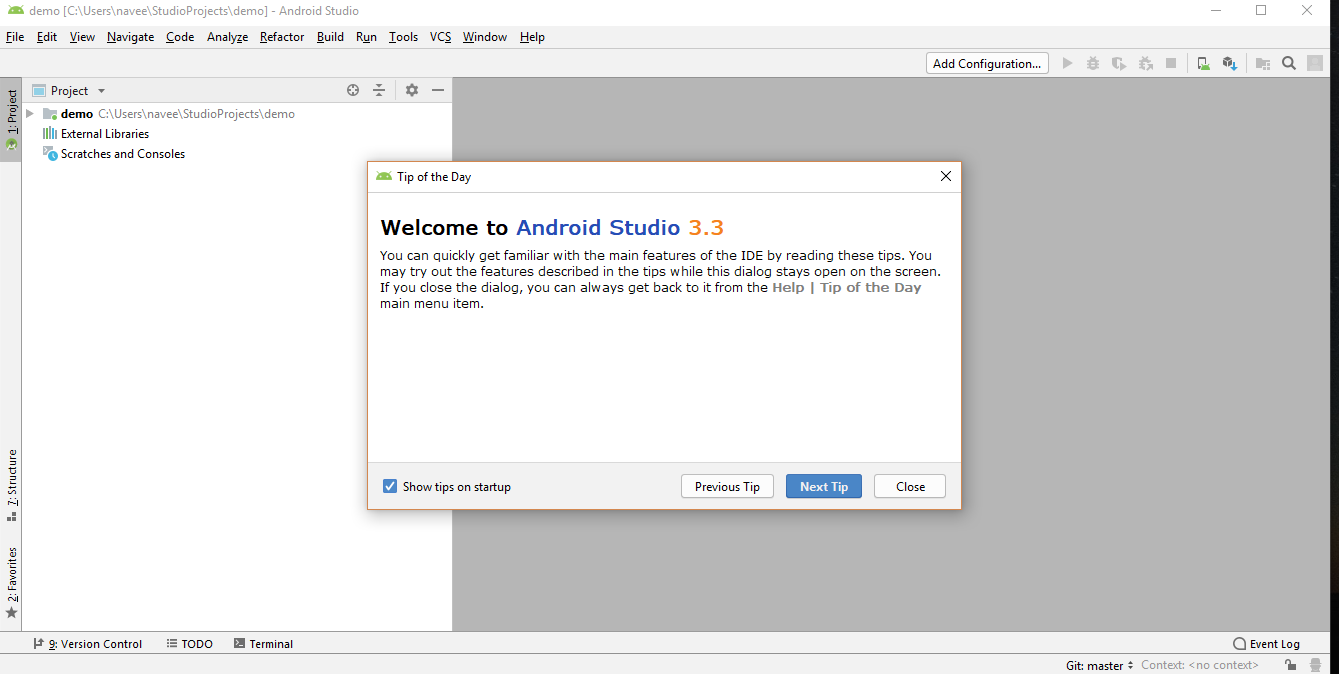 demo [C:\Users\navee\StudioProjects\demo] - Android Studio
File Edit View Navigate Code Analyze Refactor Build Run Tools VCS Window Help
Add Configuration...
1: Project
Project
demo C:\Users\navee\StudioProjects\demo
External Libraries
Scratches and Consoles
Tip of the Day
Welcome to Android Studio 3.3
You can quickly get familiar with the main features of the IDE by reading these tips. You
may try out the features described in the tips while this dialog stays open on the screen.
If you close the dialog, you can always get back to it from the Help | Tip of the Day
main menu item.
Show tips on startup
Previous Tip
Next Tip
Close
7: Structure
2: Favorites
9: Version Control
TODO
Terminal
Event Log
Git: master
Context: <no context>